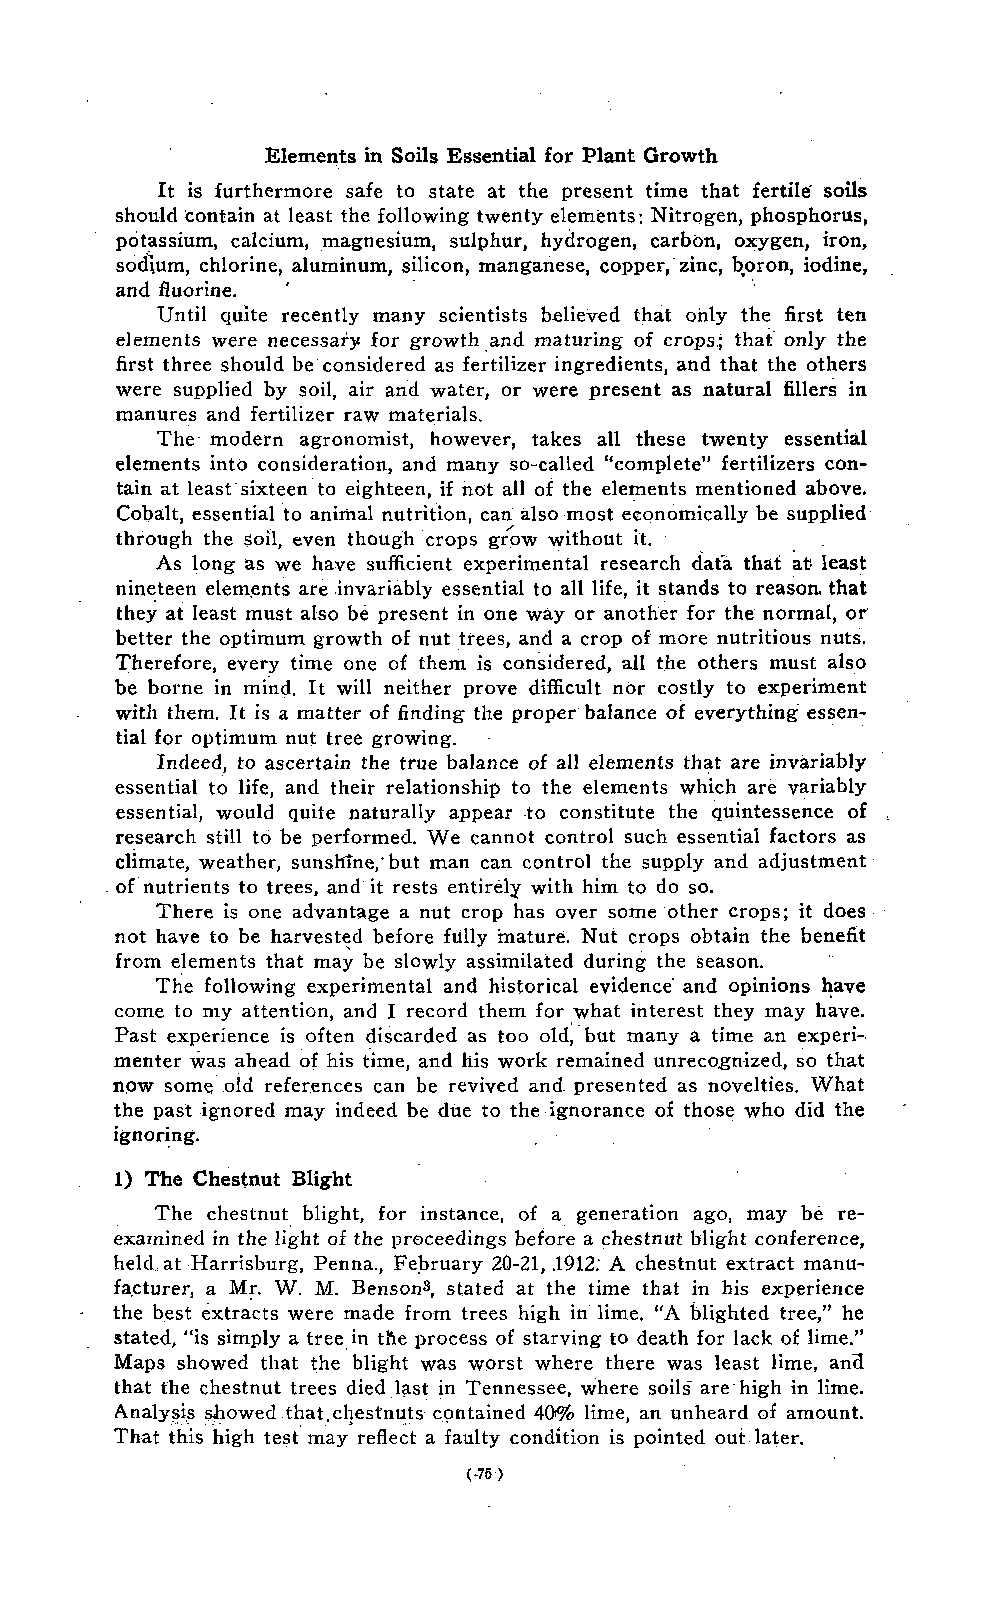 Elements in Soils Essential for Plant Growth
It is furthermore safe to state at the present time that fertile soils
should contain at least the following twenty elements: Nitrogen, phosphorus,
potassium, calcium, magnesium, sulphur, hydrogen, carbon, oxygen, iron,
sodium, chlorine, aluminum, silicon, manganese, copper, zinc, boron, iodine,
and fluorine.
Until quite recently many scientists believed that only the first ten
elements were necessary for growth and maturing of crops; that only the
first three should be considered as fertilizer ingredients, and that the others
were supplied by soil, air and water, or were present as natural fillers in
manures and fertilizer raw materials.
The modern agronomist, however, takes all these twenty essential
elements into consideration, and many so-called "complete" fertilizers con-
tain at least sixteen to eighteen, if not all of the elements mentioned above.
Cobalt, essential to animal nutrition, can also most economically be supplied
through the soil, even though crops grow without it.
As long as we have sufficient experimental research data that at least
nineteen elements are invariably essential to all life, it stands to reason that
they at least must also be present in one way or another for the normal, or
better the optimum growth of nut trees, and a crop of more nutritious nuts.
Therefore, every time one of them is considered, all the others must also
be borne in mind. It will neither prove difficult nor costly to experiment
with them. It is a matter of finding the proper balance of everything essen-
tial for optimum nut tree growing.
Indeed, to ascertain the true balance of all elements that are invariably
essential to life, and their relationship to the elements which are variably
essential, would quite naturally appear to constitute the quintessence of
research still to be performed. We cannot control such essential factors as
climate, weather, sunshine, but man can control the supply and adjustment
of nutrients to trees, and it rests entirely with him to do so.
There is one advantage a nut crop has over some other crops; it does
not have to be harvested before fully mature. Nut crops obtain the benefit
from elements that may be slowly assimilated during the season.
The following experimental and historical evidence and opinions have
come to my attention, and I record them for what interest they may have.
Past experience is often discarded as too old, but many a time an experi-
menter was ahead of his time, and his work remained unrecognized, so that
now some old references can be revived and presented as novelties. What
the past ignored may indeed be due to the ignorance of those who did the
ignoring.
1) The Chestnut Blight
The chestnut blight, for instance, of a generation ago, may be re-
examined in the light of the proceedings before a chestnut blight conference,
held at Harrisburg, Penna., February 20-21, 1912. A chestnut extract manu-
facturer, a Mr. W. M. Benson³, stated at the time that in his experience
the best extracts were made from trees high in lime. "A blighted tree," he
stated, "is simply a tree in the process of starving to death for lack of lime."
Maps showed that the blight was worst where there was least lime, and
that the chestnut trees died last in Tennessee, where soils are high in lime.
Analysis showed that chestnuts contained 40% lime, an unheard of amount.
That this high test may reflect a faulty condition is pointed out later.
(75)